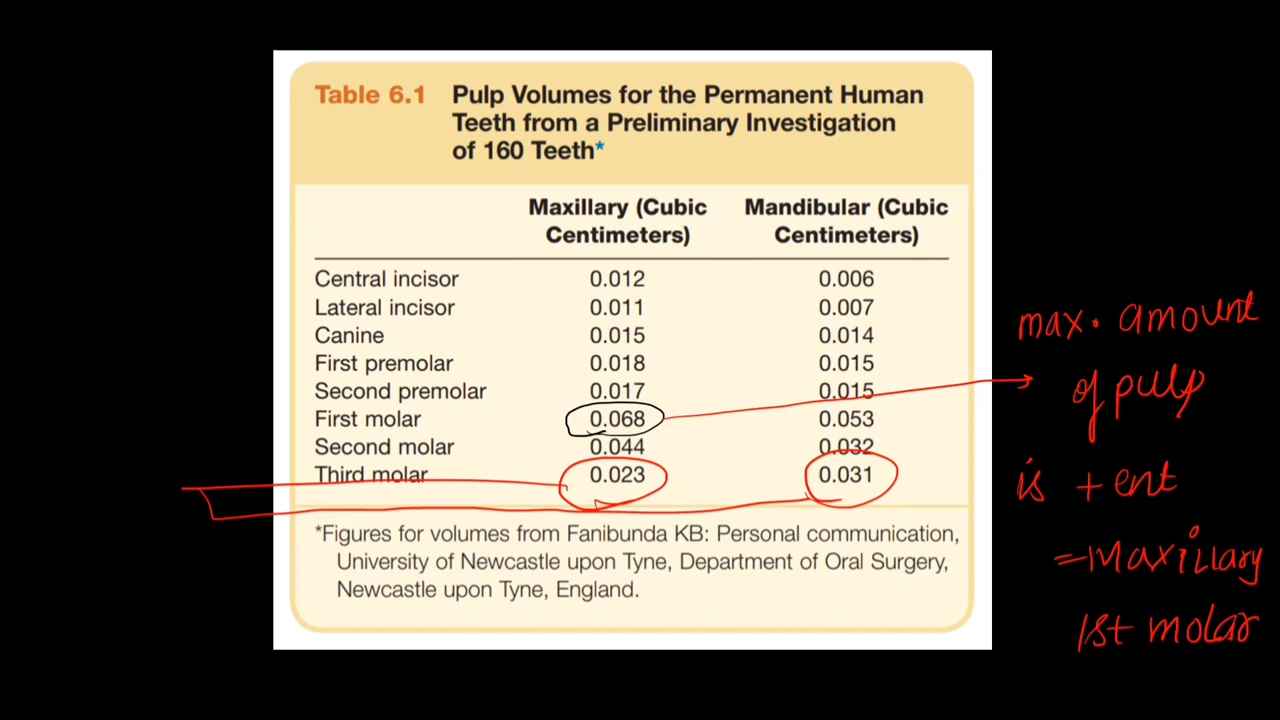 Table 6.1 Pulp Volumes for the Permanent Human
Teeth from a Preliminary Investigation
of 160 Teeth*
Maxillary (Cubic Mandibular (Cubic
Centimeters) Centimeters)
Central incisor 0.012 0.006
Lateral incisor 0.011 0.007
Canine 0.015 0.014
First premolar 0.018 0.015
Second premolar 0.017 0.015
First molar 0.068 0.053
Second molar 0.044 0.032
Third molar 0.023 0.031
*Figures for volumes from Fanibunda KB: Personal communication,
University of Newcastle upon Tyne, Department of Oral Surgery,
Newcastle upon Tyne, England.
max. amount
of pulp
is + ent
=Maxillary
1st molar